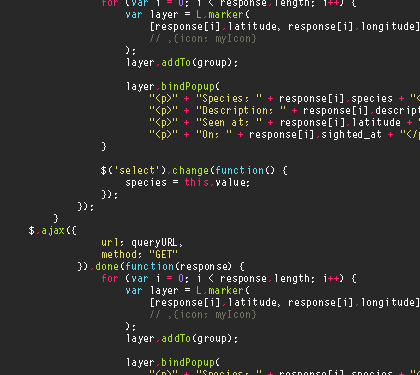 for (var i = 0; i < response.length; i++) {
var layer = L.marker(
[response[i].latitude, response[i].longitude]
// ,{icon: myIcon}
);
layer.addTo(group);
layer.bindPopup(
"<p>" + "Species: " + response[i].species + "<
"<p>" + "Description: " + response[i].descript
"<p>" + "Seen at: " + response[i].latitude +
"<p>" + "On: " + response[i].sighted_at + "</p
}
$('select').change(function() {
species = this.value;
});
});
}
$.ajax({
url: queryURL,
method: "GET"
}).done(function(response) {
for (var i = 0; i < response.length; i++) {
var layer = L.marker(
[response[i].latitude, response[i].longitude]
// ,{icon: myIcon}
);
layer.addTo(group);
layer.bindPopup(
"<p>" + "Species: " + response[i].species + "<